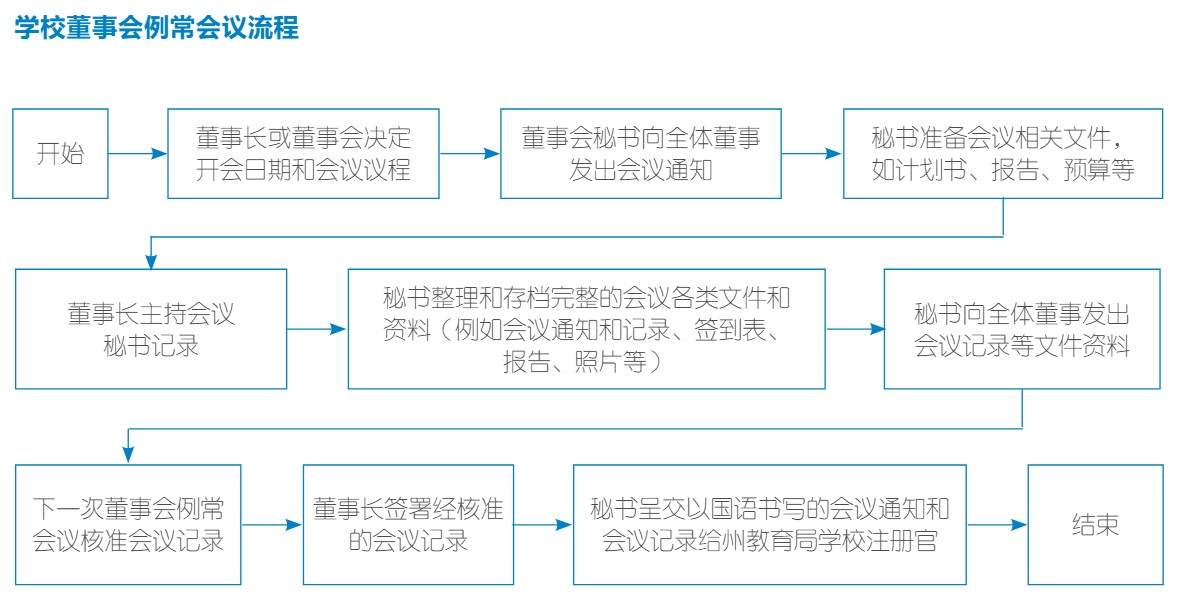 学校董事会例常会议流程
开始
董事长或董事会决定
开会日期和会议议程
董事会秘书向全体董事
发出会议通知
秘书准备会议相关文件，
如计划书、报告、预算等
董事长主持会议
秘书记录
秘书整理和存档完整的会议各类文件和
资料（例如会议通知和记录、签到表、
报告、照片等）
秘书向全体董事发出
会议记录等文件资料
下一次董事会例常
会议核准会议记录
董事长签署经核准
的会议记录
秘书呈交以国语书写的会议通知和
会议记录给州教育局学校注册官
结束